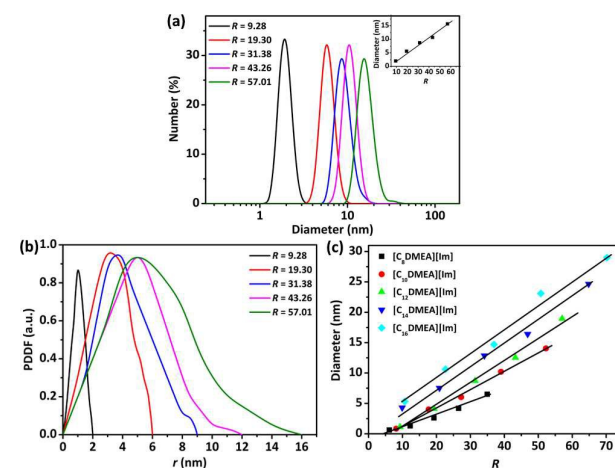 (a)
R = 9.28
R = 19.30
R = 31.38
R = 43.26
R = 57.01
Number (%)
30
20
10
0
1
10
100
Diameter (nm)
Diameter (nm)
15
10
5
0
10 20 30 40 50 60
R
(b)
R = 9.28
R = 19.30
R = 31.38
R = 43.26
R = 57.01
PDDF (a.u.)
1.0
0.8
0.6
0.4
0.2
0.0
0 2 4 6 8 10 12 14 16
r (nm)
(c)
[C8DMEA][Im]
[C10DMEA][Im]
[C12DMEA][Im]
[C14DMEA][Im]
[C16DMEA][Im]
Diameter (nm)
30
25
20
15
10
5
0
0 10 20 30 40 50 60 70
R